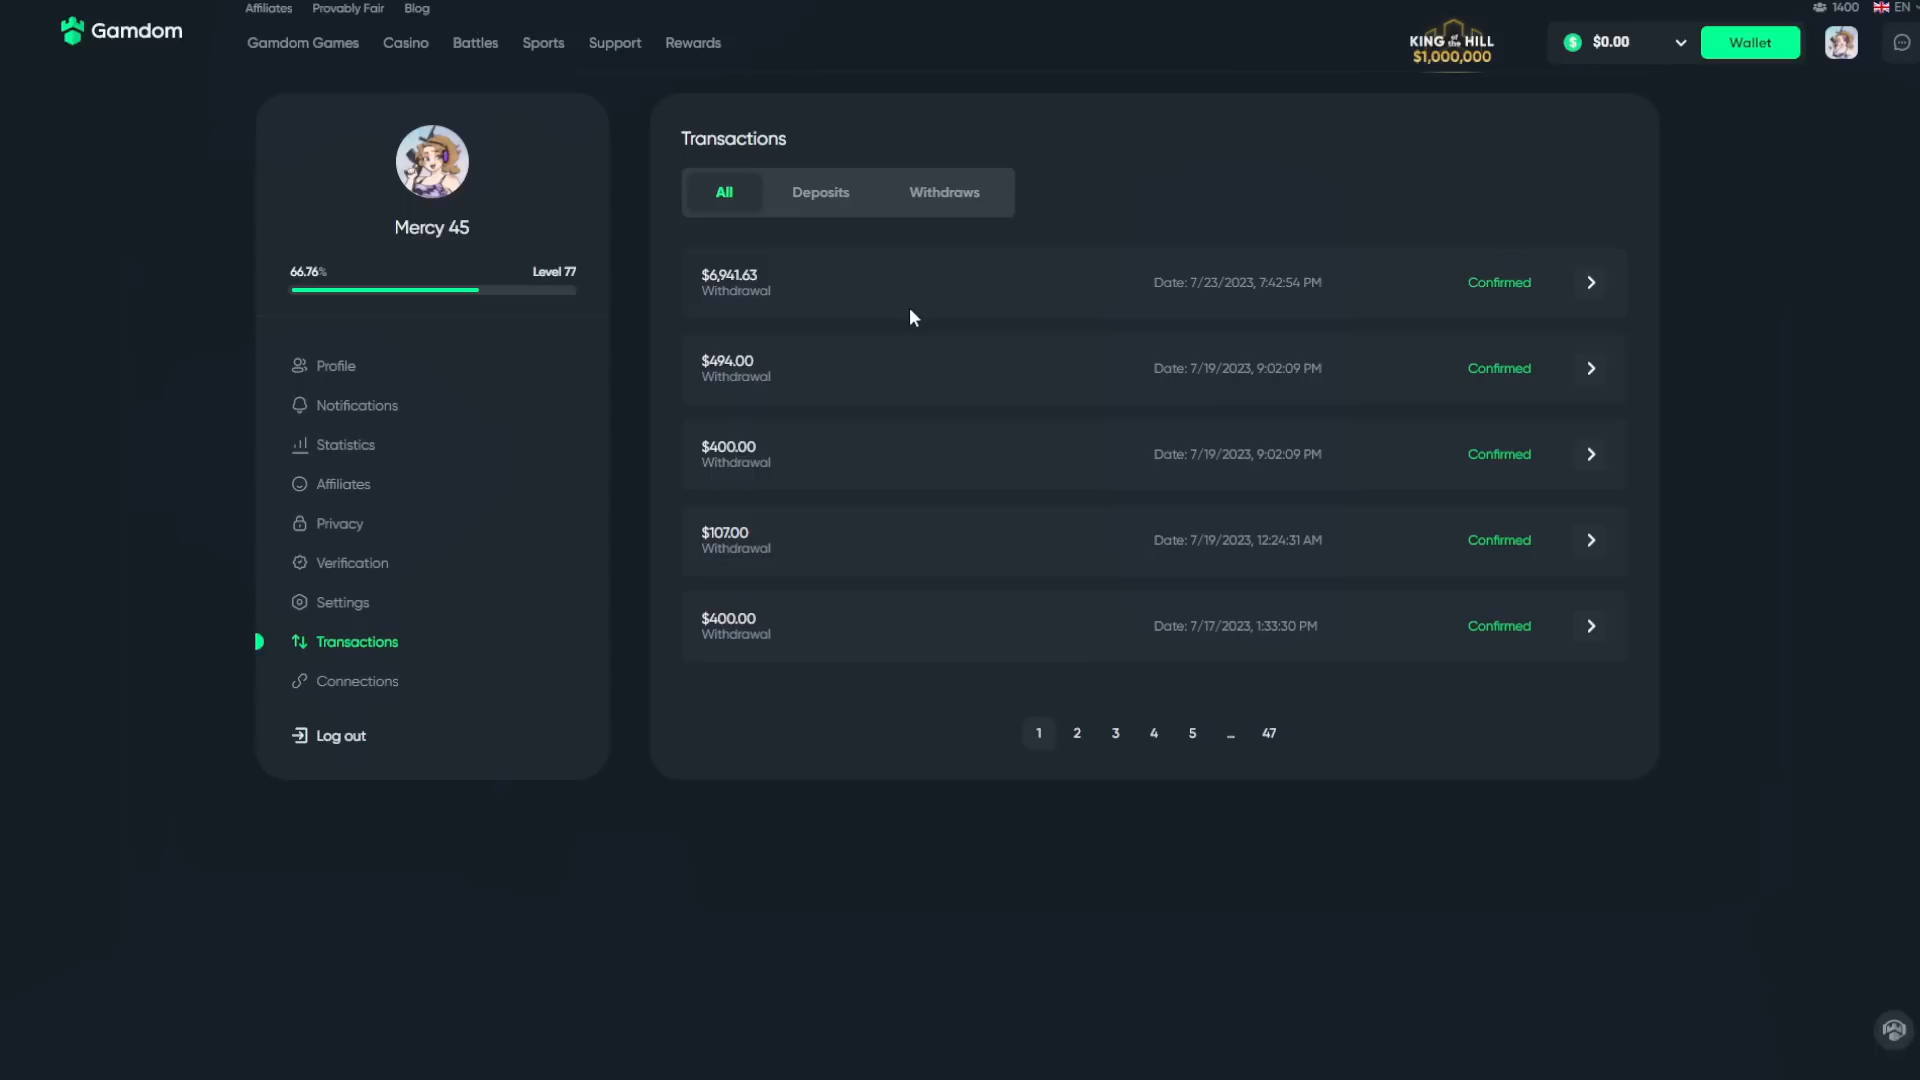 Affiliates Provably Fair Blog
1400 EN
Gamdom
Gamdom Games Casino Battles Sports Support Rewards
KING of the HILL
$1,000,000
$0.00
Wallet
Mercy 45
66.76% Level 77
Profile
Notifications
Statistics
Affiliates
Privacy
Verification
Settings
Transactions
Connections
Log out
Transactions
All Deposits Withdraws
$6,941.63
Withdrawal
Date: 7/23/2023, 7:42:54 PM
Confirmed
$494.00
Withdrawal
Date: 7/19/2023, 9:02:09 PM
Confirmed
$400.00
Withdrawal
Date: 7/19/2023, 9:02:09 PM
Confirmed
$107.00
Withdrawal
Date: 7/19/2023, 12:24:31 AM
Confirmed
$400.00
Withdrawal
Date: 7/17/2023, 1:33:30 PM
Confirmed
1 2 3 4 5 ... 47